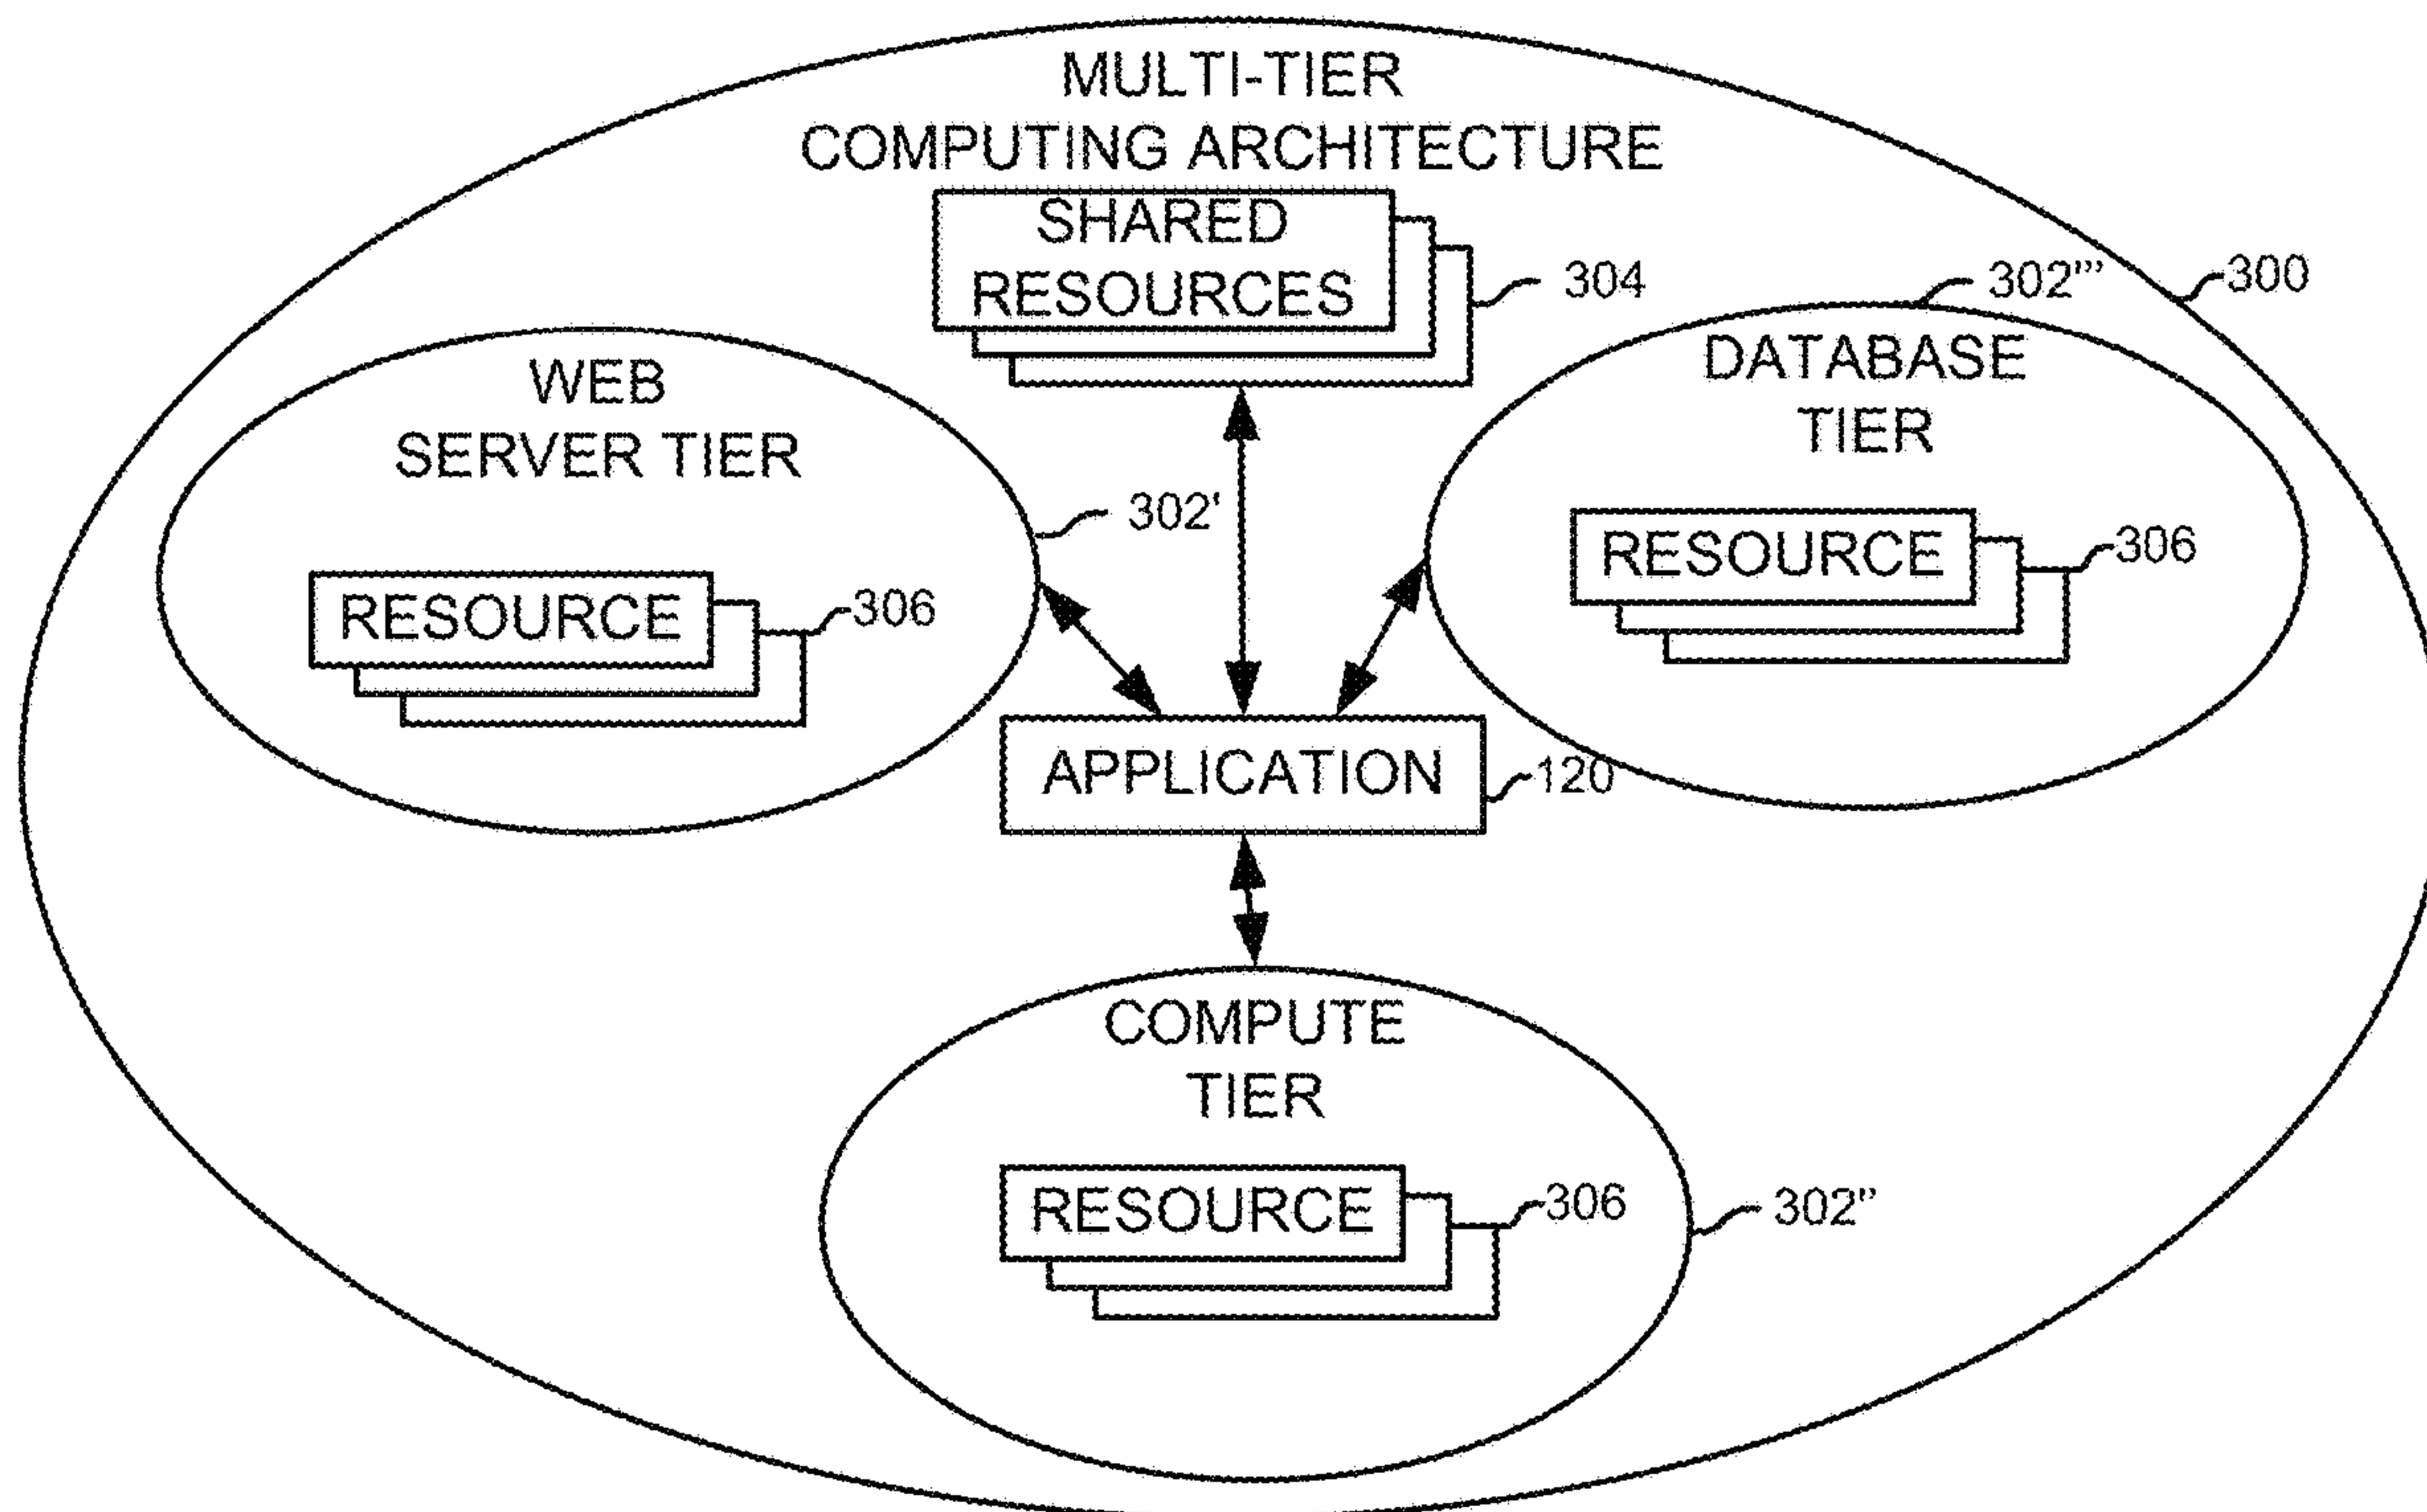 MULTI-TIER
COMPUTING ARCHITECTURE
SHARED
RESOURCES
304
302'''
300
WEB
SERVER TIER
302'
DATABASE
TIER
RESOURCE
306
RESOURCE
306
APPLICATION
120
COMPUTE
TIER
RESOURCE
306
302"